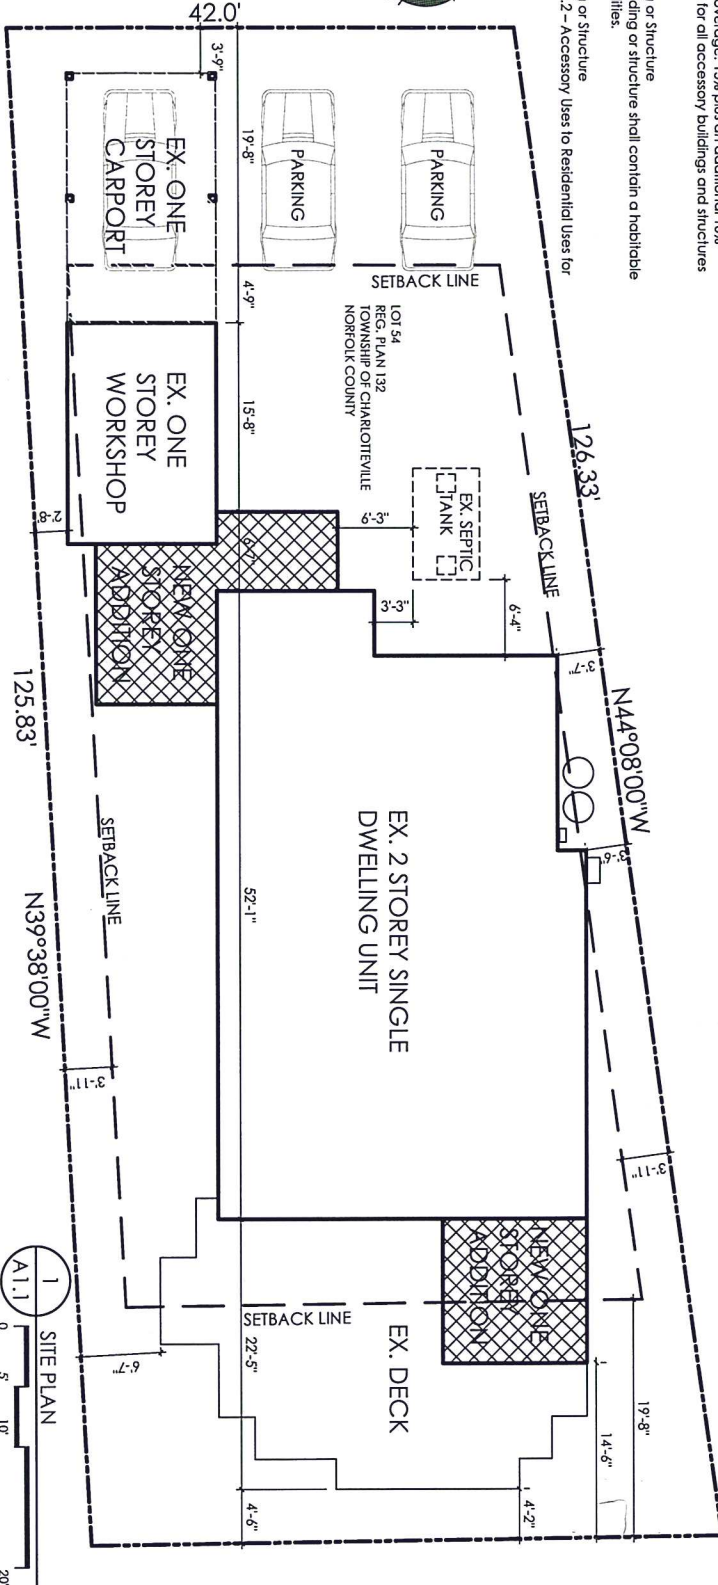 for all accessory buildings and structures
or Structure
ding or structure shall contain a habitable
or Structure
.2 – Accessory Uses to Residential Uses for
42.0'
3'-9"
19'-8"
4'-9"
15'-8"
6'-7"
52'-1"
22'-5"
4'-6"
EX. ONE
STOREY
CARPORT
PARKING
PARKING
SETBACK LINE
LOT 54
REG. PLAN 132
TOWNSHIP OF CHARLOTTEVILLE
NORFOLK COUNTY
126.33'
N44°08'00"W
SETBACK LINE
EX. SEPTIC
TANK
6'-3"
3'-3"
6'-4"
3'-7"
3'-6"
3'-11"
EX. ONE
STOREY
WORKSHOP
2'-8"
NEW ONE
STOREY
ADDITION
EX. 2 STOREY SINGLE
DWELLING UNIT
125.83'
N39°38'00"W
SETBACK LINE
3'-11"
NEW ONE
STOREY
ADDITION
SETBACK LINE
EX. DECK
6'-7"
19'-8"
14'-6"
4'-2"
1
A1.1
SITE PLAN
0 5' 10' 20'